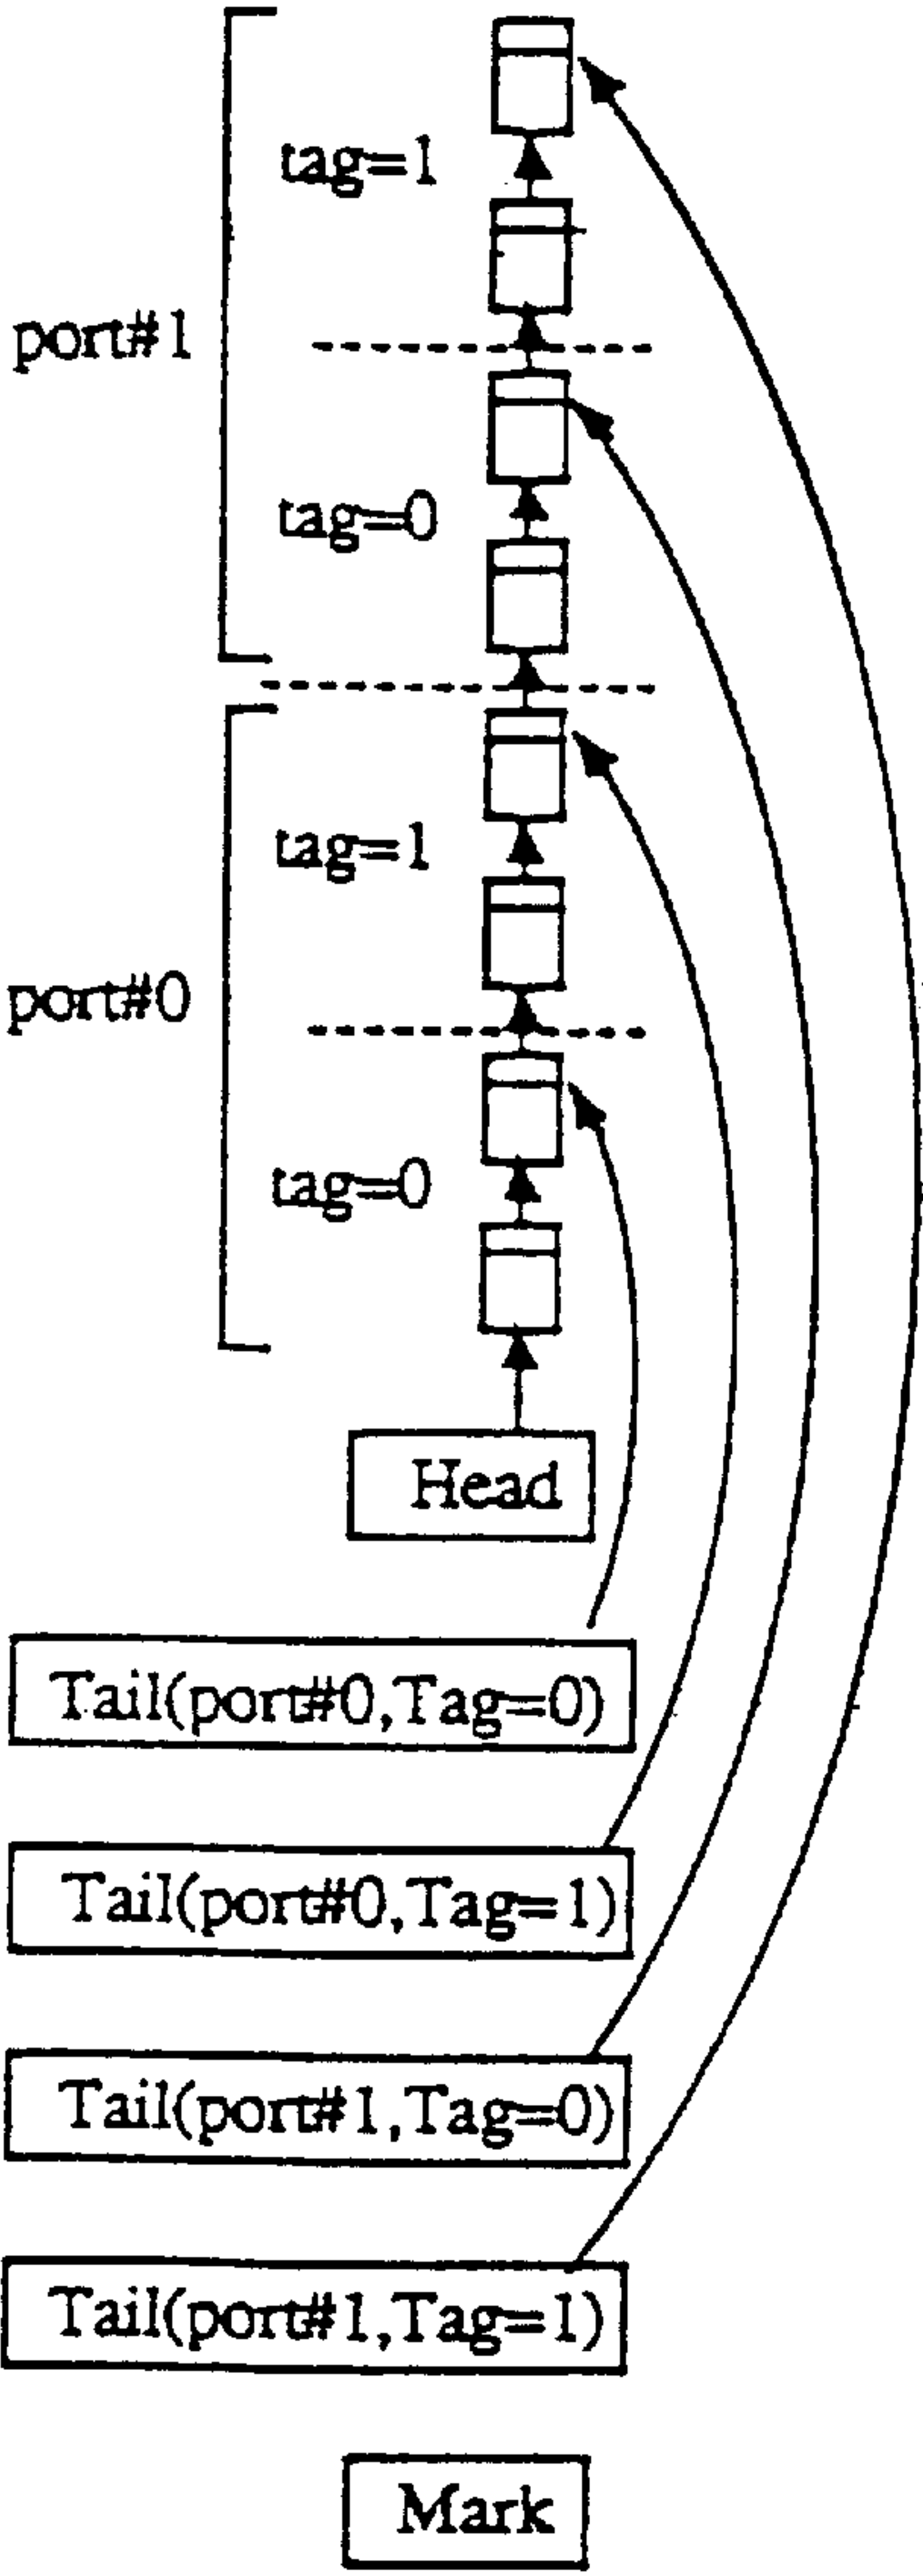 tag=1
port#1
tag=0
tag=1
port#0
tag=0
Head
Tail(port#0,Tag=0)
Tail(port#0,Tag=1)
Tail(port#1,Tag=0)
Tail(port#1,Tag=1)
Mark